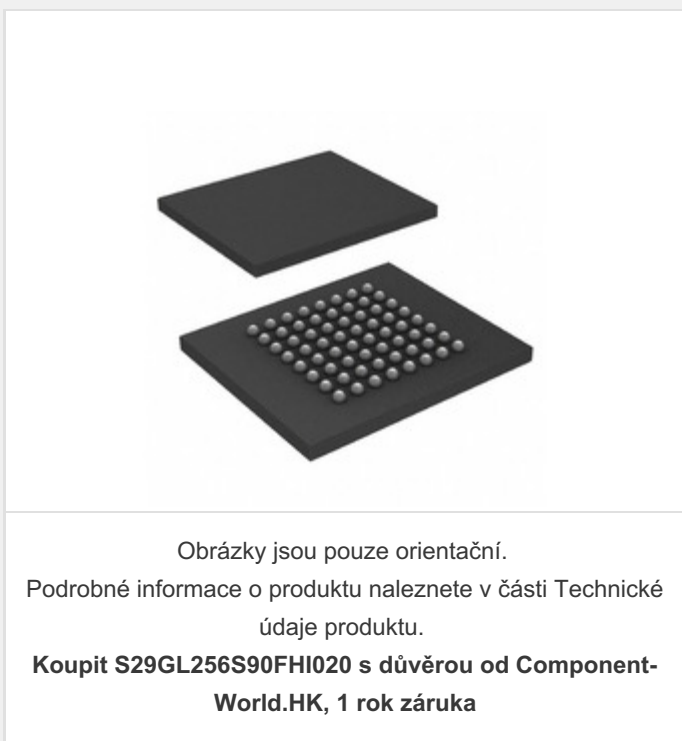 Obrázky jsou pouze orientační.
Podrobné informace o produktu naleznete v části Technické
údaje produktu.
Koupit S29GL256S90FHI020 s důvěrou od Component-
World.HK, 1 rok záruka